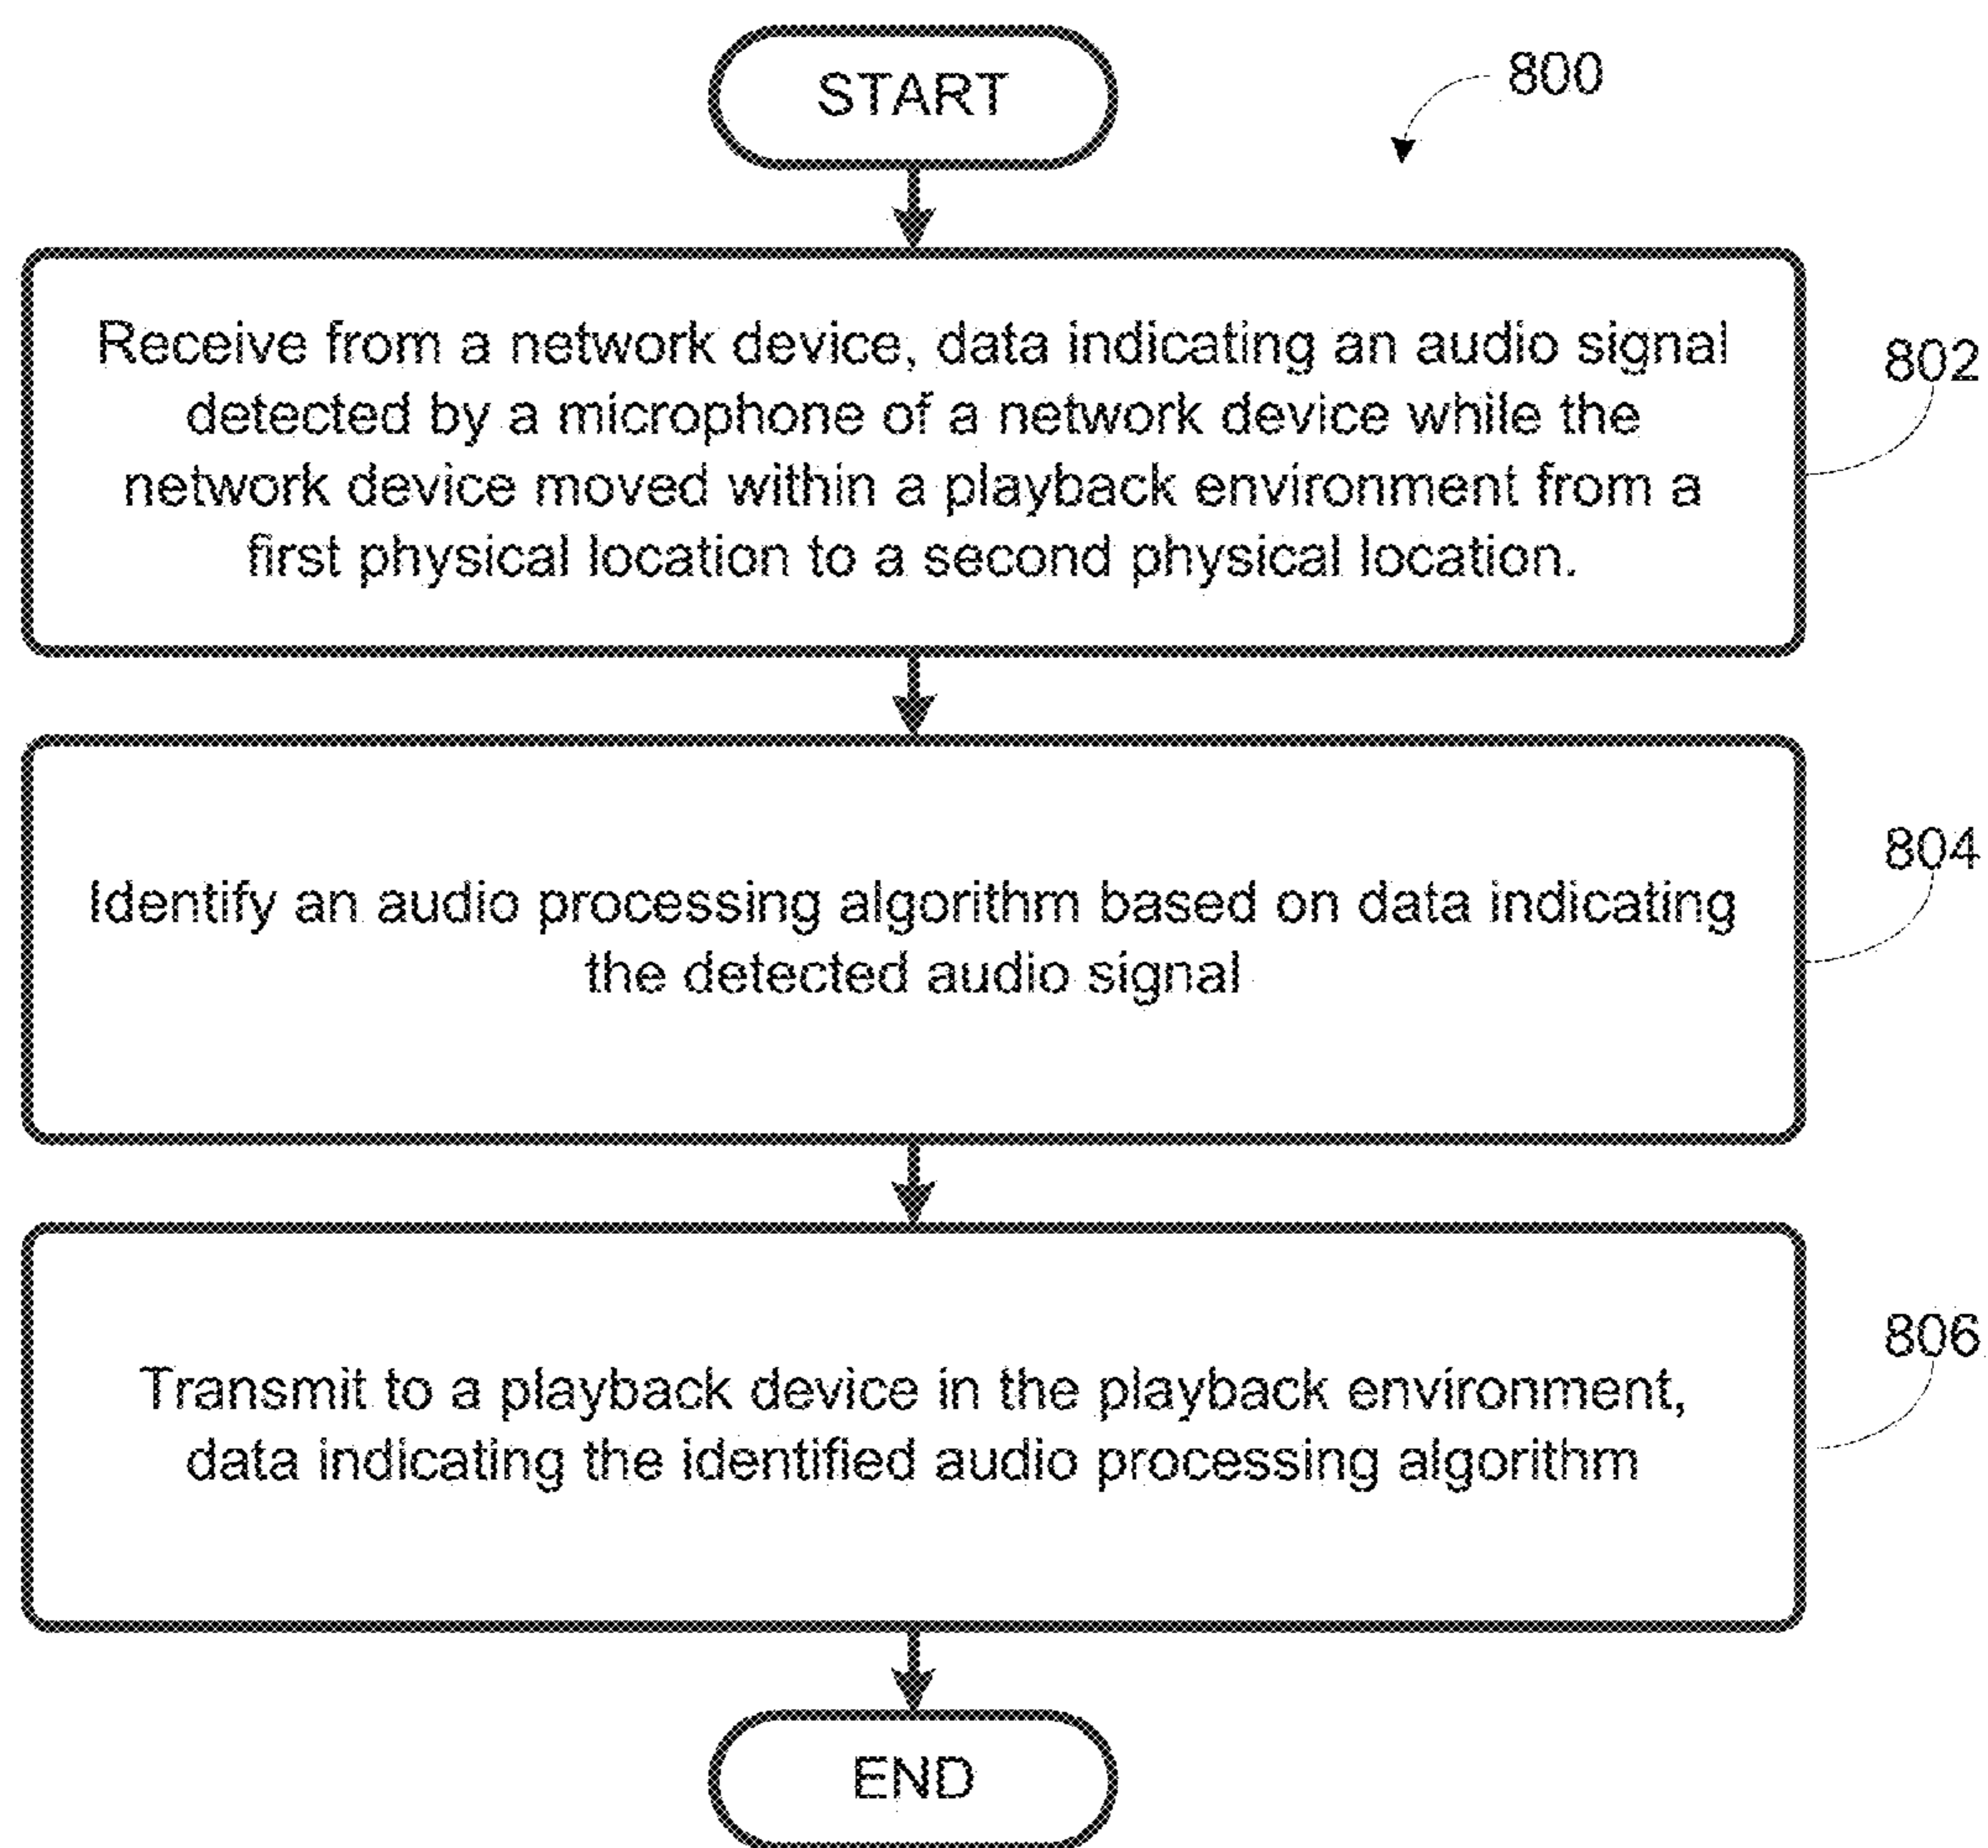 START
800
Receive from a network device, data indicating an audio signal
detected by a microphone of a network device while the
network device moved within a playback environment from a
first physical location to a second physical location.
802
Identify an audio processing algorithm based on data indicating
the detected audio signal
804
Transmit to a playback device in the playback environment,
data indicating the identified audio processing algorithm
806
END